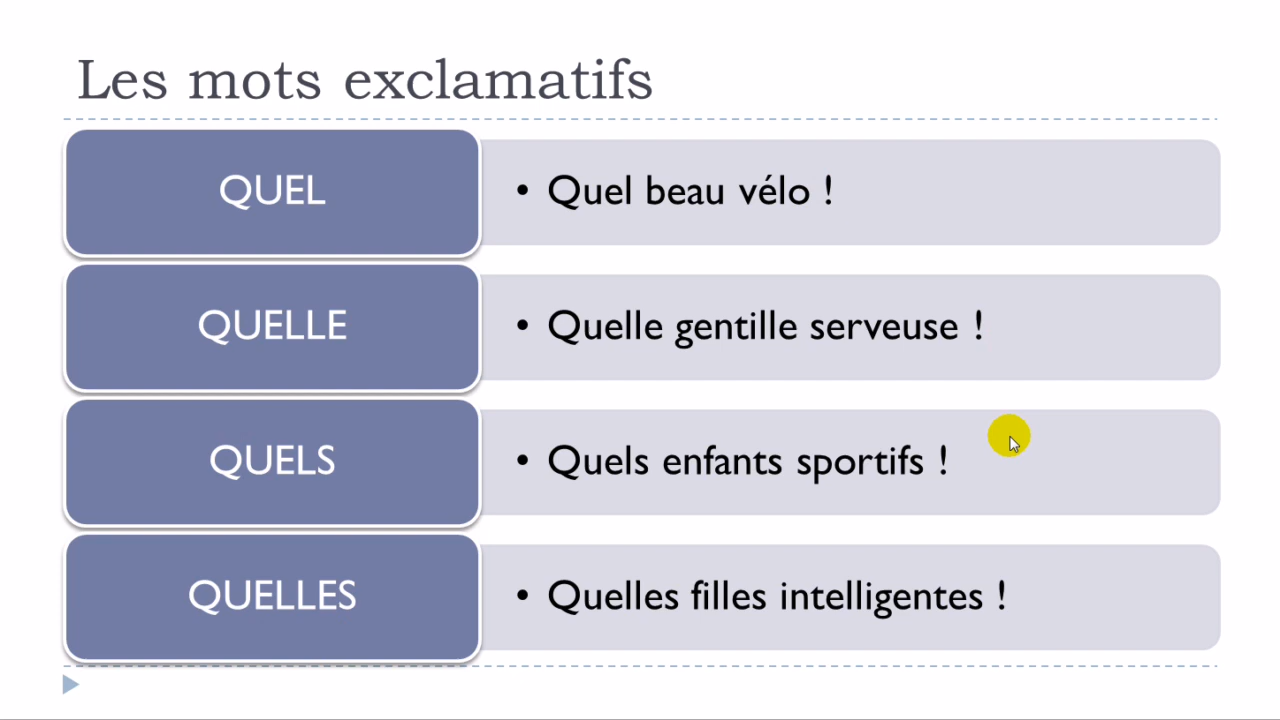 Les mots exclamatifs
QUEL
• Quel beau vélo !
QUELLE
• Quelle gentille serveuse !
QUELS
• Quels enfants sportifs !
QUELLES
• Quelles filles intelligentes !